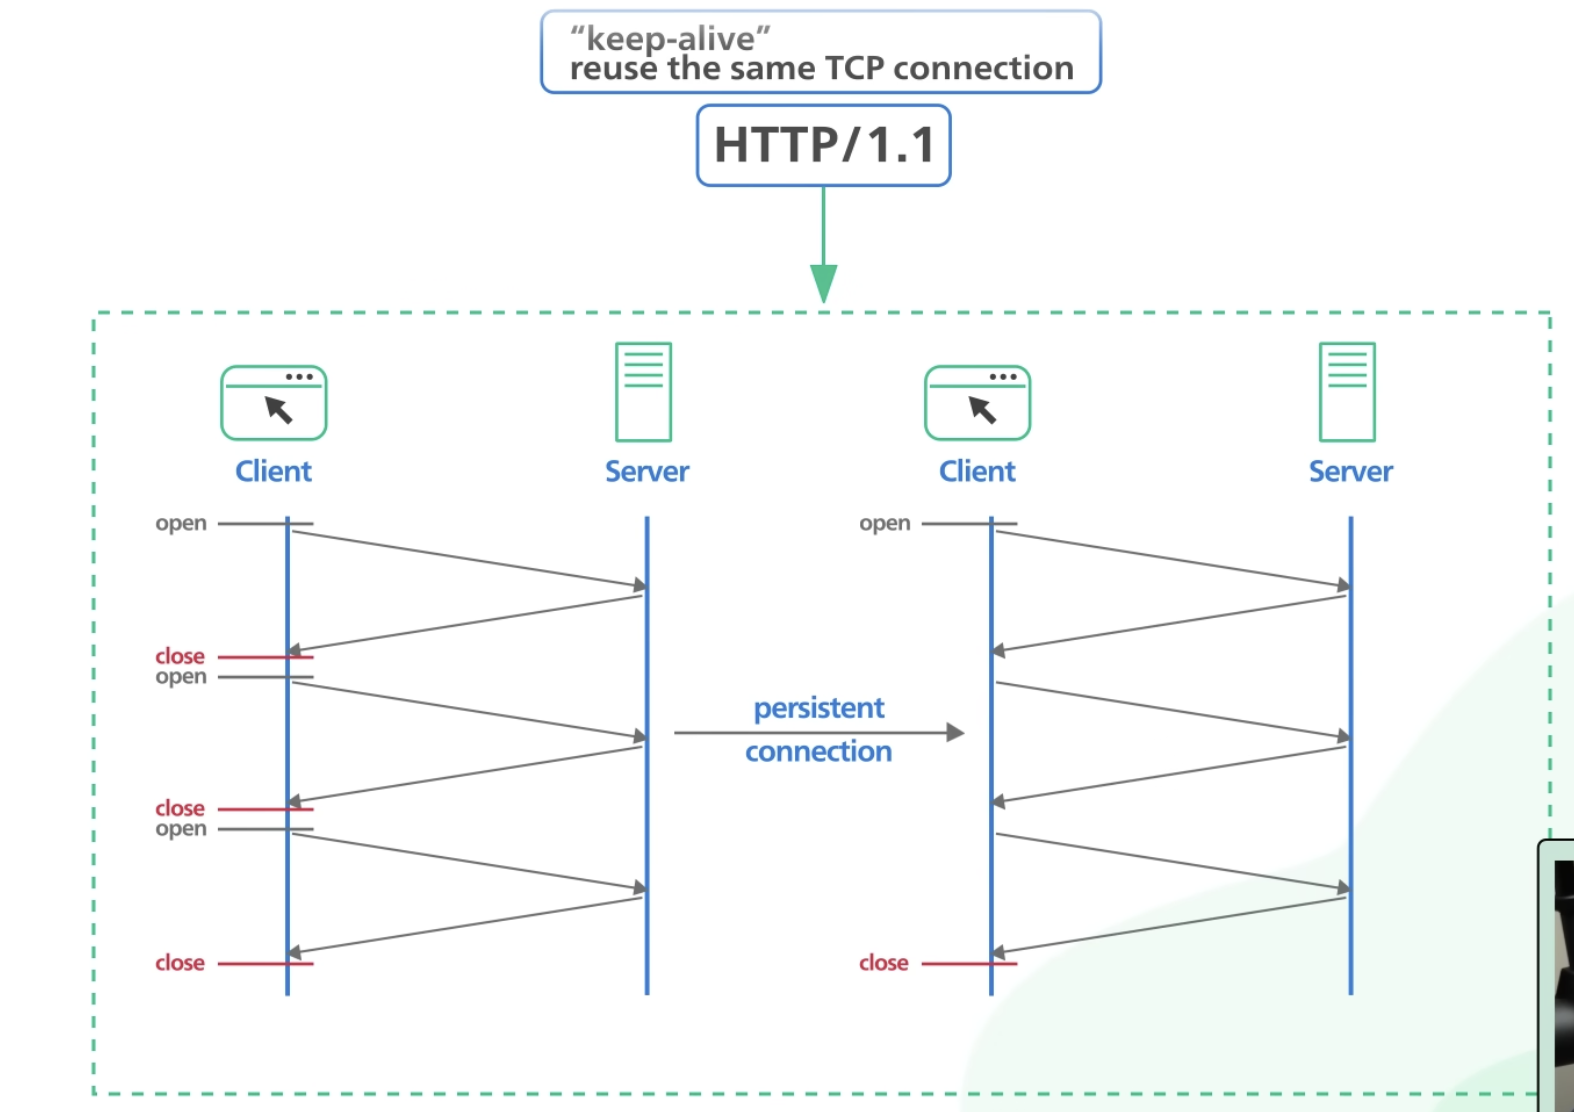 “keep-alive”
reuse the same TCP connection
HTTP/1.1
Client
Server
Client
Server
open
close
open
close
open
close
persistent
connection
open
close